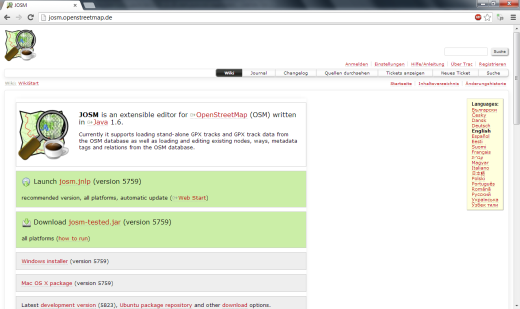 JOSM
josm.openstreetmap.de
Suche
Anmelden Einstellungen Hilfe/Anleitung Über Trac Registrieren
Wiki Journal Changelog Quellen durchsehen Tickets anzeigen Neues Ticket Suche
Wiki: WikiStart
Startseite Inhaltsverzeichnis Änderungshistorie
JOSM is an extensible editor for OpenStreetMap (OSM) written
in Java 1.6.
Currently it supports loading stand-alone GPX tracks and GPX track data from
the OSM database as well as loading and editing existing nodes, ways, metadata
tags and relations from the OSM database.
Launch josm.jnlp (version 5759)
recommended version, all platforms, automatic update (Web Start)
Download josm-tested.jar (version 5759)
all platforms (how to run)
Windows installer (version 5759)
Mac OS X package (version 5759)
Latest development version (5823), Ubuntu package repository and other download options.
Languages:
Български
Česky
Dansk
Deutsch
English
Español
Eesti
Suomi
Français
עברית
Magyar
Italiano
日本語
Polski
Português
Română
Русский
Українська